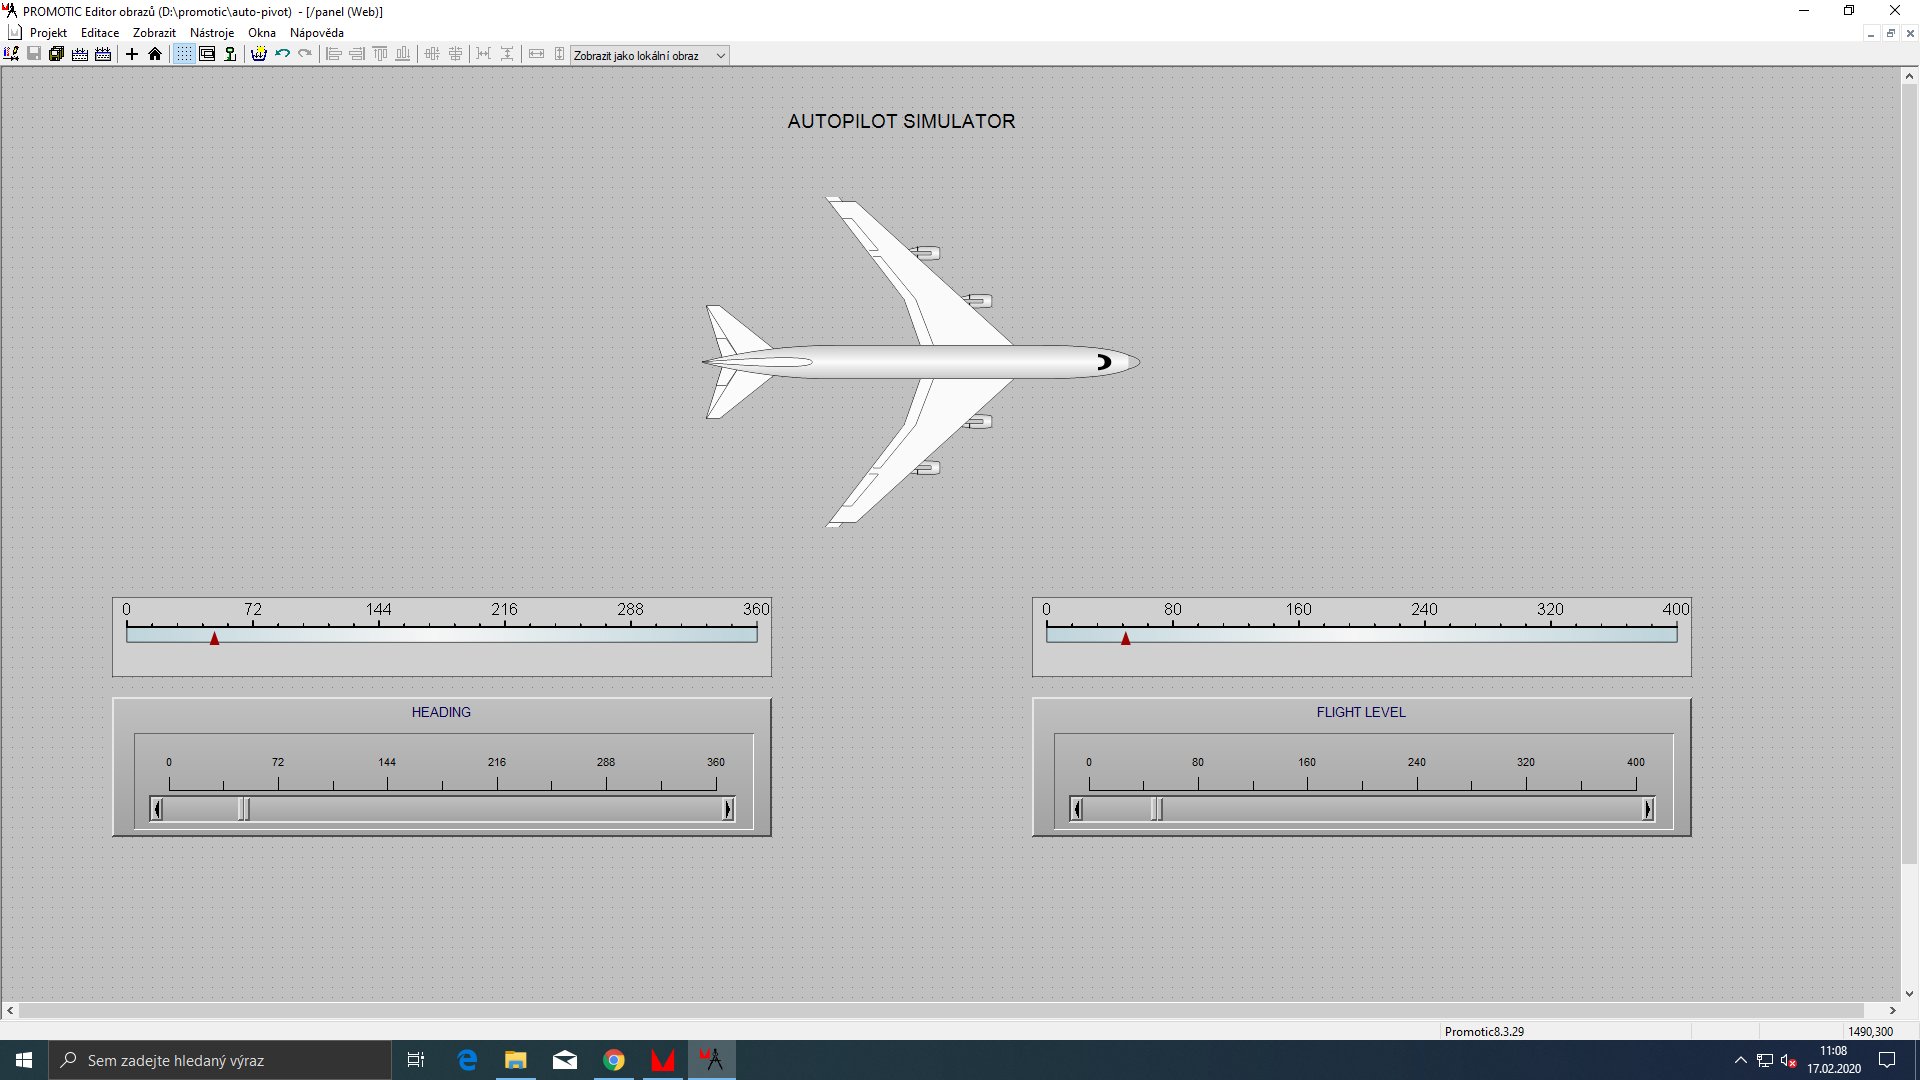 PROMOTIC Editor obrazů (D:\promotic\auto-pivot) - [/panel (Web)]
Projekt Editace Zobrazit Nástroje Okna Nápověda
Zobrazit jako lokální obraz
AUTOPILOT SIMULATOR
0 72 144 216 288 360
0 80 160 240 320 400
HEADING
0 72 144 216 288 360
FLIGHT LEVEL
0 80 160 240 320 400
Promotic8.3.29
1490,300
Sem zadejte hledaný výraz
11:08
17.02.2020